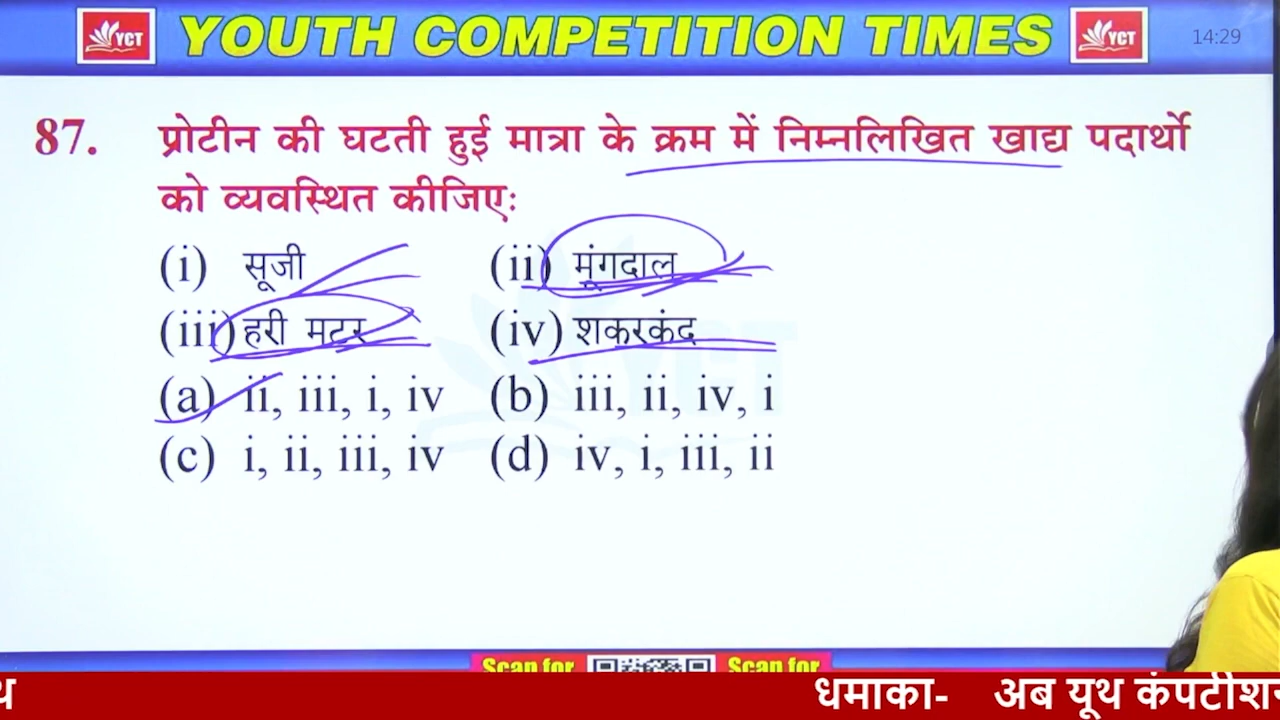 YCT YOUTH COMPETITION TIMES YCT 14:29
87. प्रोटीन की घटती हुई मात्रा के क्रम में निम्नलिखित खाद्य पदार्थो
को व्यवस्थित कीजिएः
(i) सूजी (ii) मूंगदाल
(iii) हरी मटर (iv) शकरकंद
(a) ii, iii, i, iv (b) iii, ii, iv, i
(c) i, ii, iii, iv (d) iv, i, iii, ii
Scan for Scan for
धमाका- अब यूथ कंपटीशन